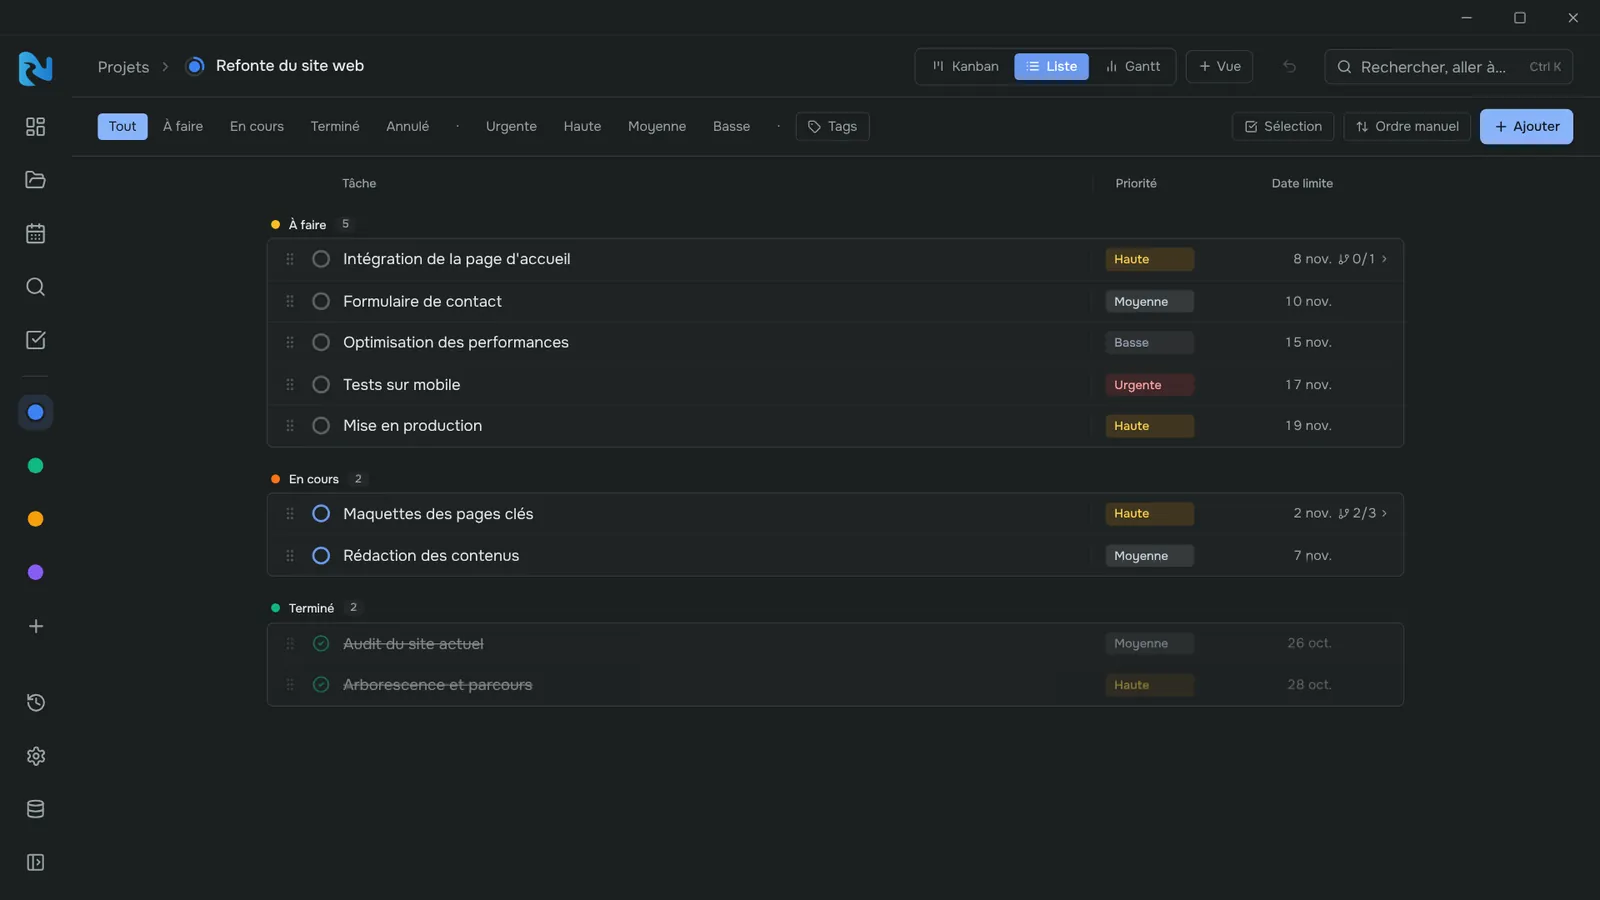 Projets > Refonte du site web Kanban Liste Gantt + Vue Rechercher, aller à... Ctrl K
Tout À faire En cours Terminé Annulé · Urgente Haute Moyenne Basse · Tags Sélection Ordre manuel + Ajouter
Tâche Priorité Date limite
À faire 5
Intégration de la page d'accueil Haute 8 nov. 0/1 >
Formulaire de contact Moyenne 10 nov.
Optimisation des performances Basse 15 nov.
Tests sur mobile Urgente 17 nov.
Mise en production Haute 19 nov.
En cours 2
Maquettes des pages clés Haute 2 nov. 2/3 >
Rédaction des contenus Moyenne 7 nov.
Terminé 2
Audit du site actuel Moyenne 26 oct.
Arborescence et parcours Haute 28 oct.